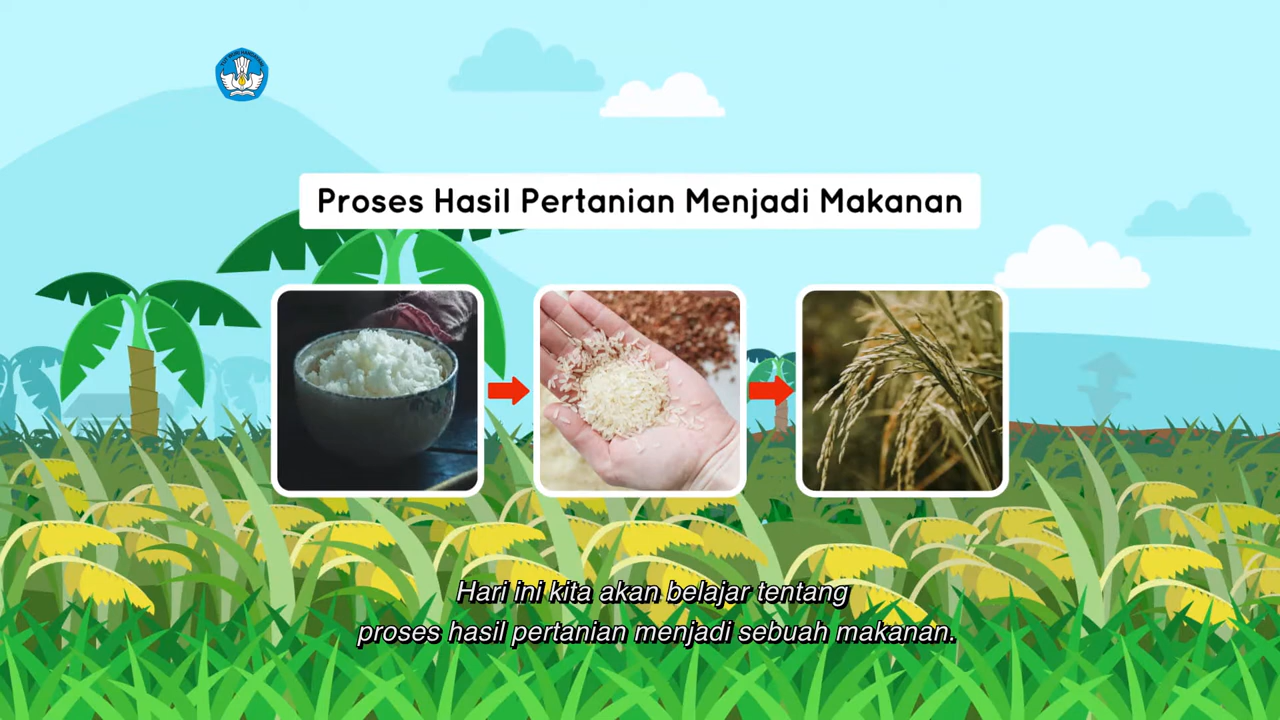 Proses Hasil Pertanian Menjadi Makanan
Hari ini kita akan belajar tentang
proses hasil pertanian menjadi sebuah makanan.